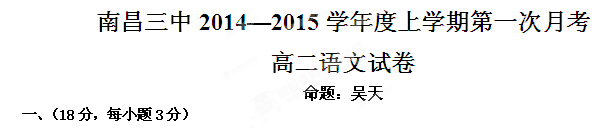 南昌三中 2014—2015 学年度上学期第一次月考
高二语文试卷
命题：吴天
一、（18 分，每小题 3 分）